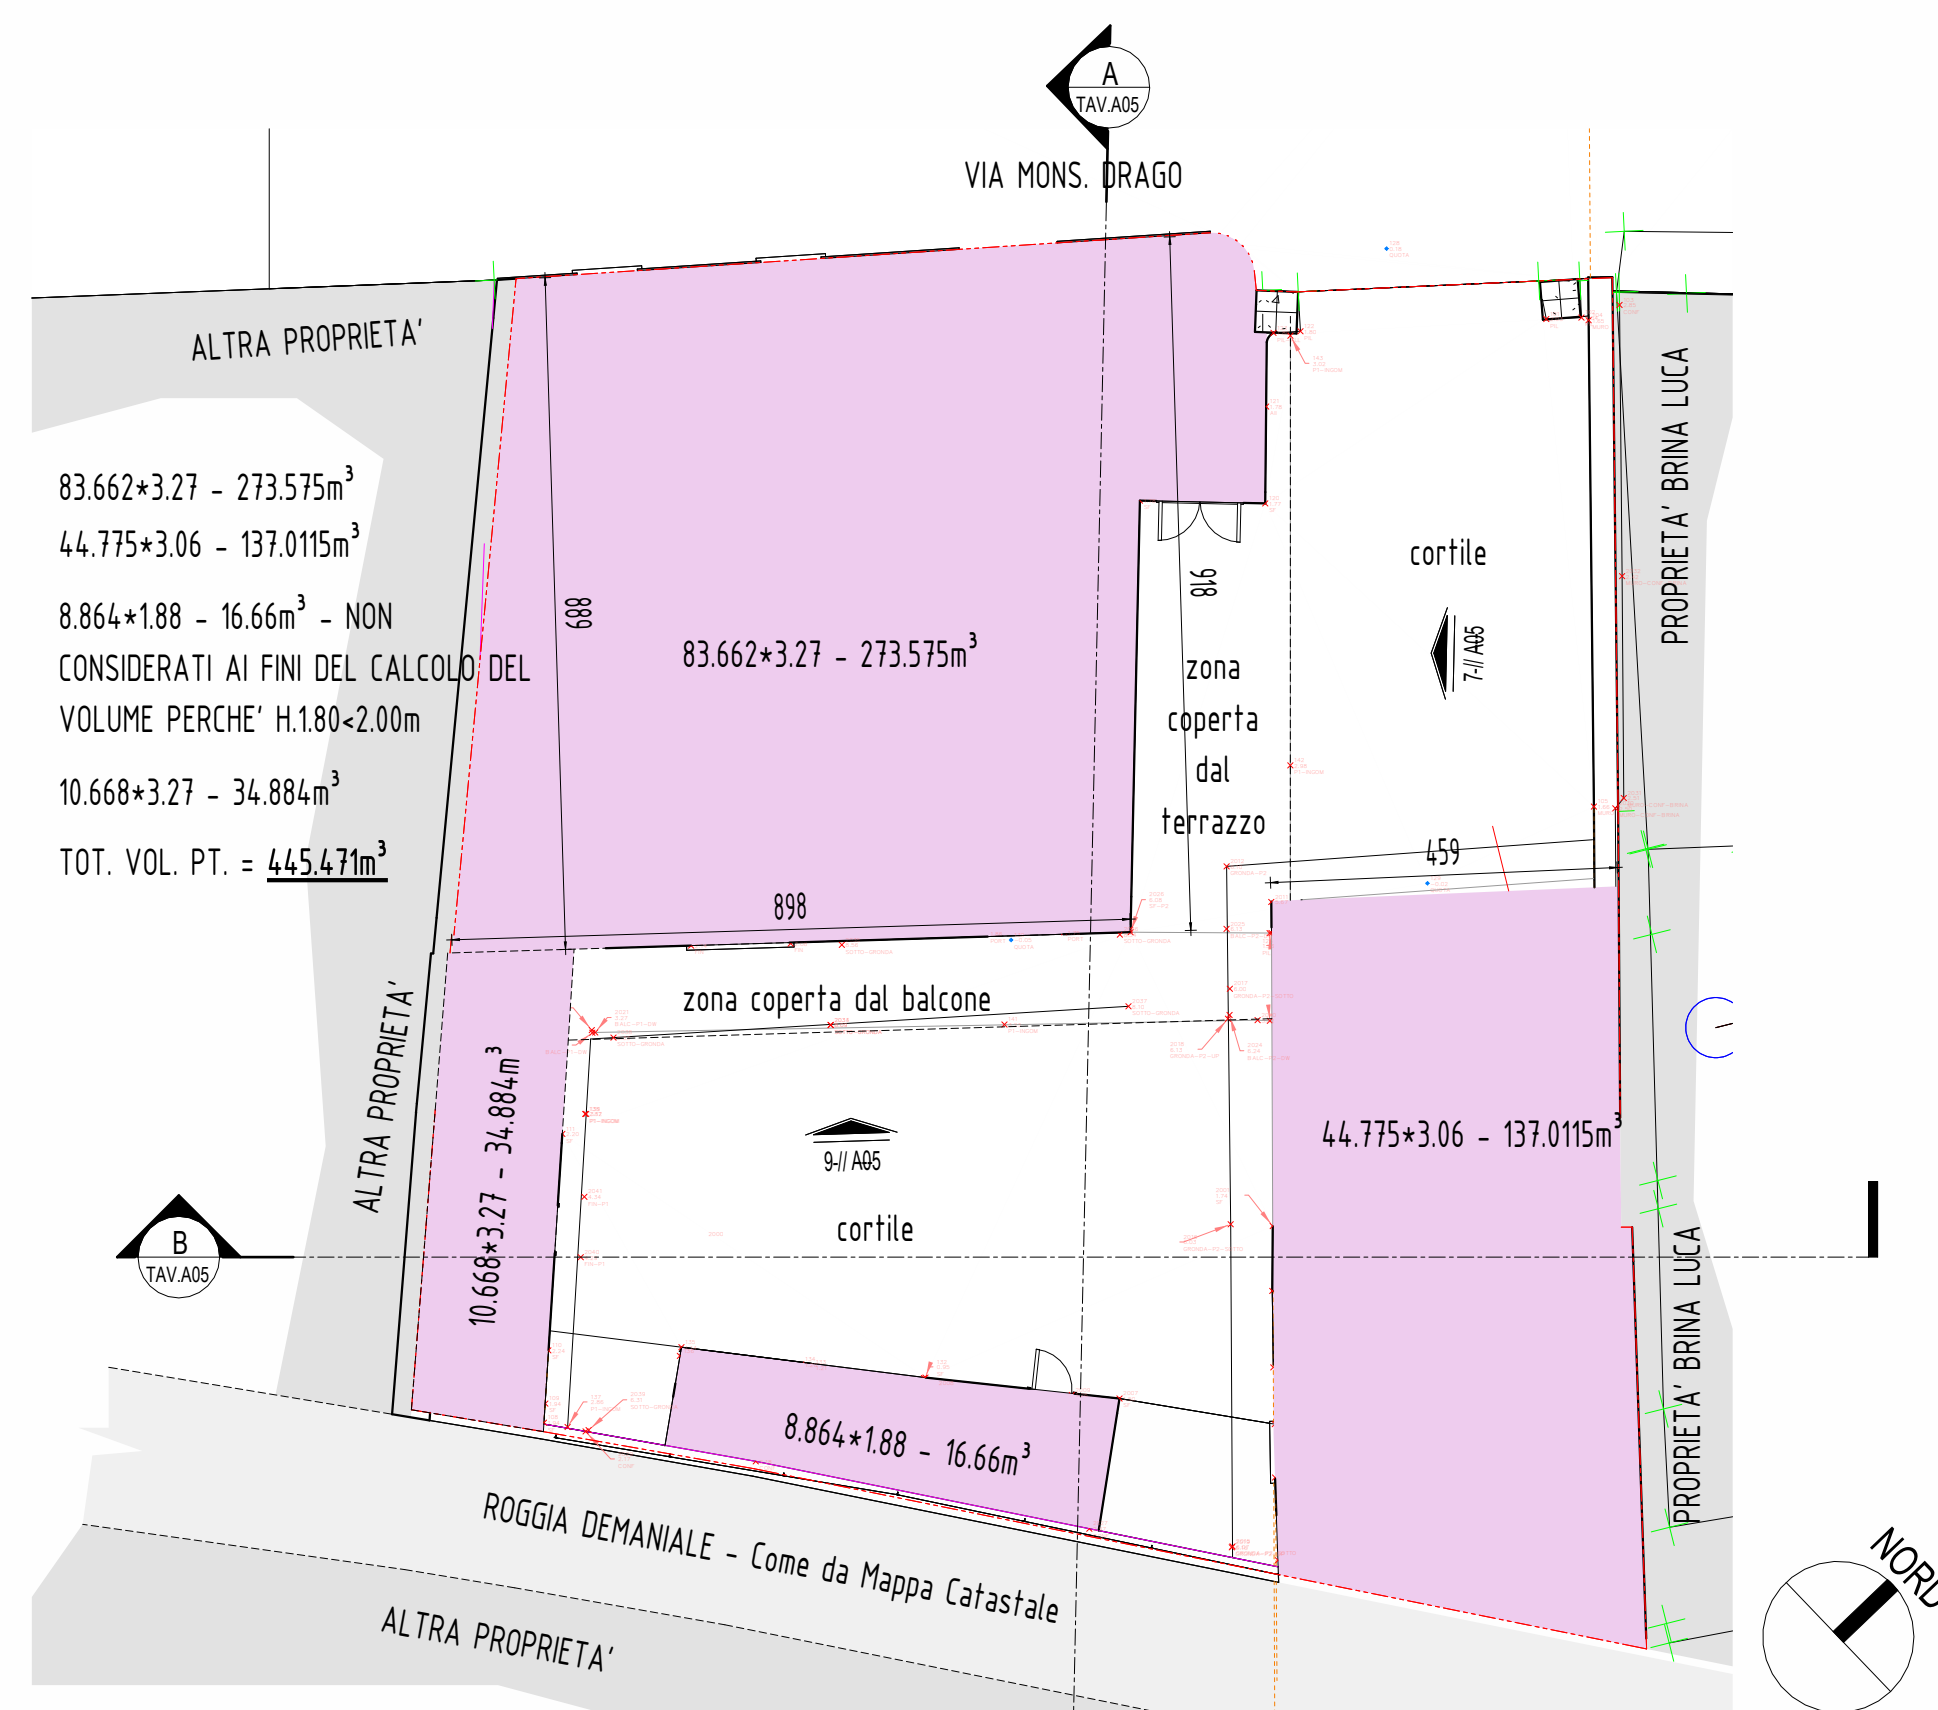 A
TAV.A05
VIA MONS. DRAGO
ALTRA PROPRIETA'
PROPRIETA' BRINA LUCA
83.662*3.27 - 273.575m³
44.775*3.06 - 137.0115m³
8.864*1.88 - 16.66m³ - NON
CONSIDERATI AI FINI DEL CALCOLO DEL
VOLUME PERCHE' H.1.80<2.00m
10.668*3.27 - 34.884m³
TOT. VOL. PT. = 445.471m³
889
918
83.662*3.27 - 273.575m³
cortile
7-// A05
zona
coperta
dal
terrazzo
459
898
zona coperta dal balcone
ALTRA PROPRIETA'
10.668*3.27 - 34.884m³
9-// A05
cortile
44.775*3.06 - 137.0115m³
B
TAV.A05
PROPRIETA' BRINA LUCA
8.864*1.88 - 16.66m³
ROGGIA DEMANIALE - Come da Mappa Catastale
ALTRA PROPRIETA'
NORD